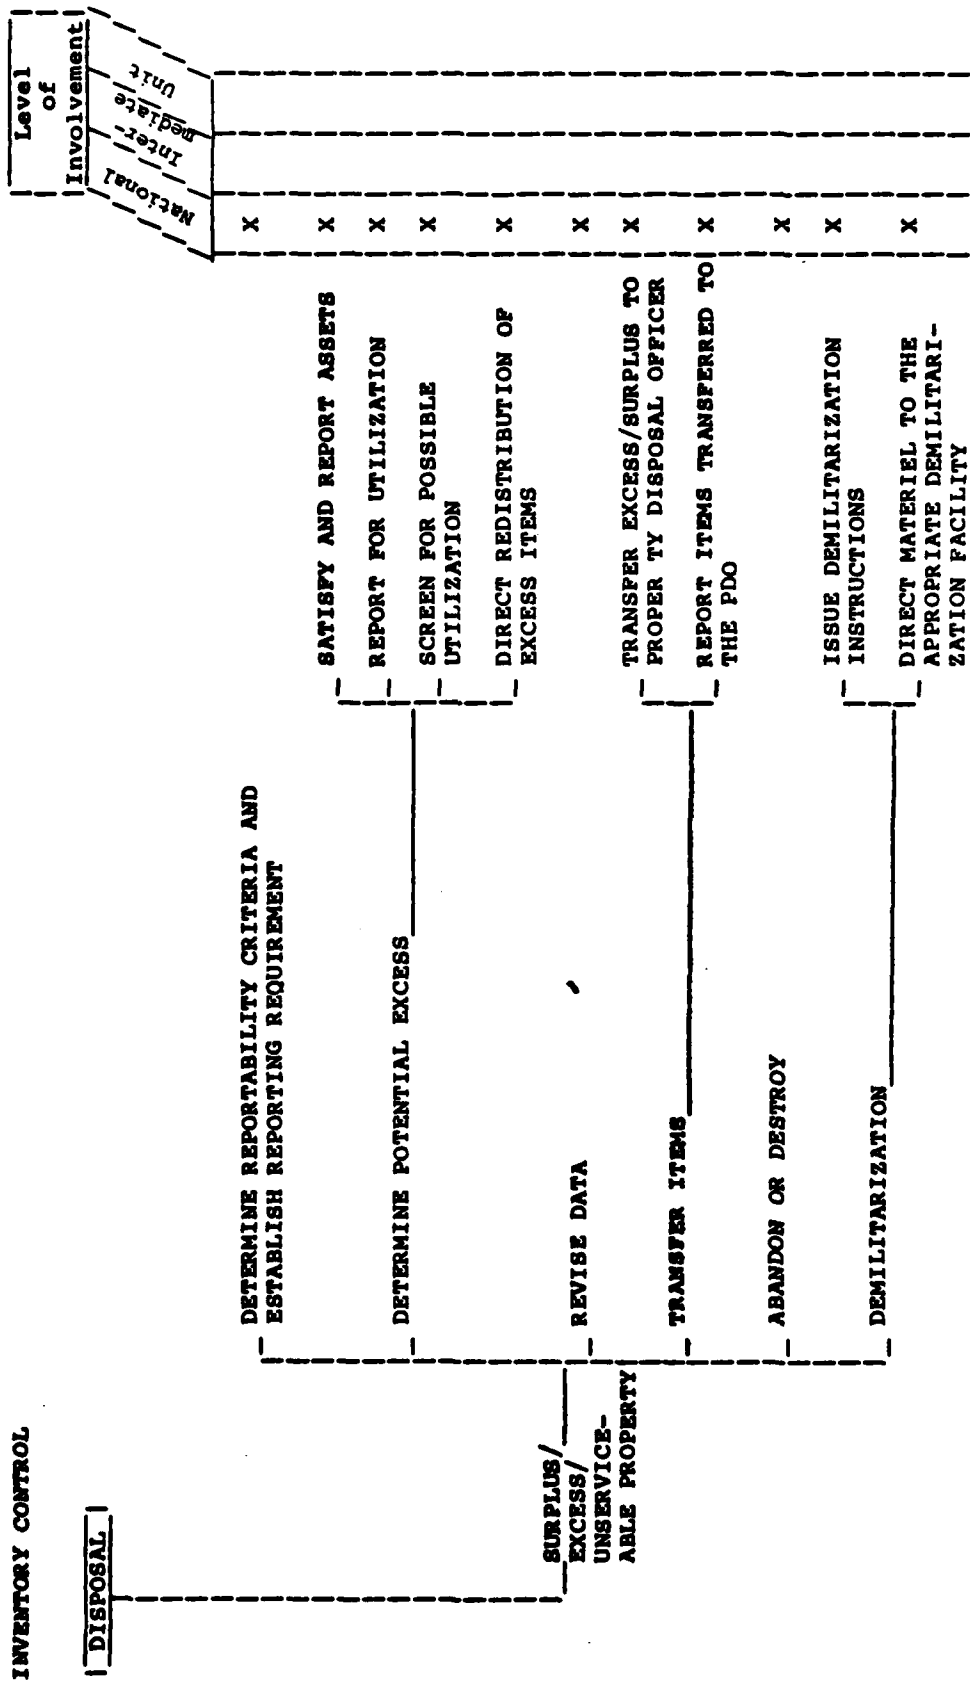 INVENTORY CONTROL
DISPOSAL
Level
of
Involvement
National
Inter-
mediate
Unit
SURPLUS/
EXCESS/
UNSERVICE-
ABLE PROPERTY
DETERMINE REPORTABILITY CRITERIA AND
ESTABLISH REPORTING REQUIREMENT
X
DETERMINE POTENTIAL EXCESS
SATISFY AND REPORT ASSETS
X
REPORT FOR UTILIZATION
X
SCREEN FOR POSSIBLE
UTILIZATION
X
DIRECT REDISTRIBUTION OF
EXCESS ITEMS
X
REVISE DATA
X
TRANSFER ITEMS
TRANSFER EXCESS/SURPLUS TO
PROPER TY DISPOSAL OFFICER
X
REPORT ITEMS TRANSFERRED TO
THE PDO
X
ABANDON OR DESTROY
X
DEMILITARIZATION
ISSUE DEMILITARIZATION
INSTRUCTIONS
X
DIRECT MATERIEL TO THE
APPROPRIATE DEMILITARI-
ZATION FACILITY
X